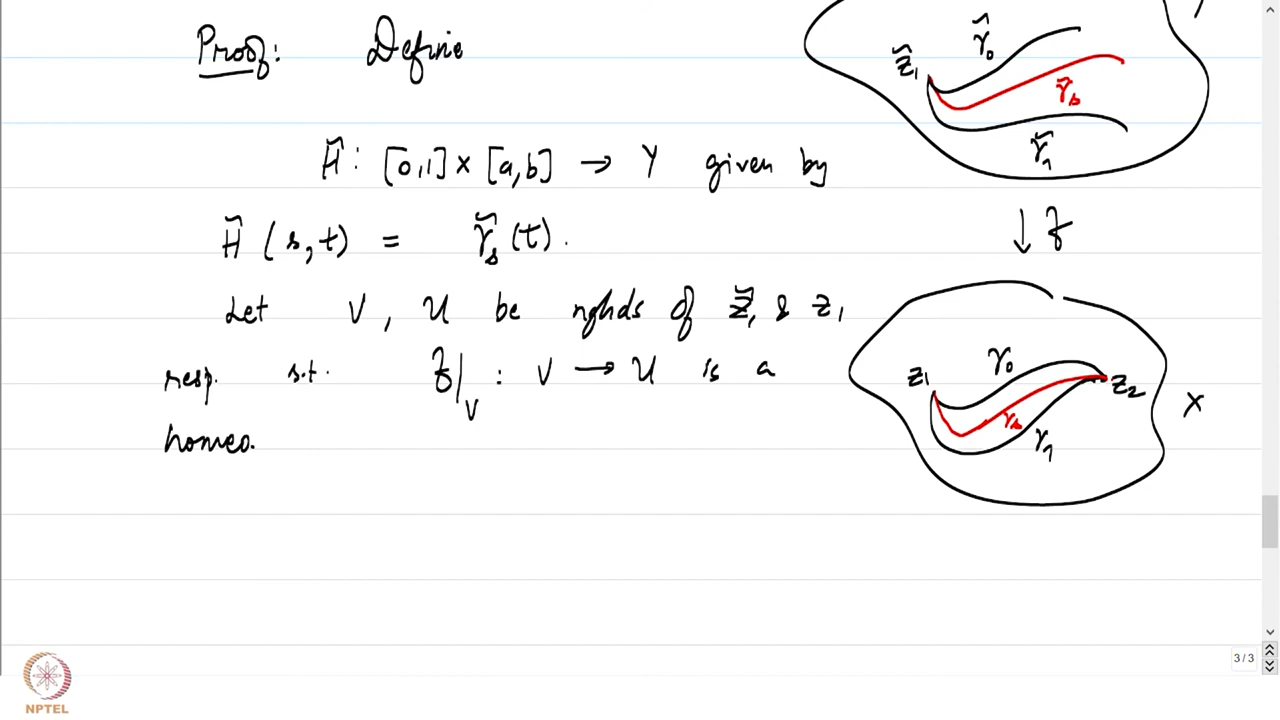 Proof: Define
H̃ : [0,1] × [a,b] → Y given by
H̃ (s,t) = γ̃ₛ(t).
Let V, U be nghds of z̃₁ & z₁
resp. s.t. f|_V : V → U is a
homeo.
z̃₁ γ̃₀ γ̃ₛ γ̃₁
↓ f
z₁ γ₀ γₛ γ₁ z₂ X
3 / 3
NPTEL